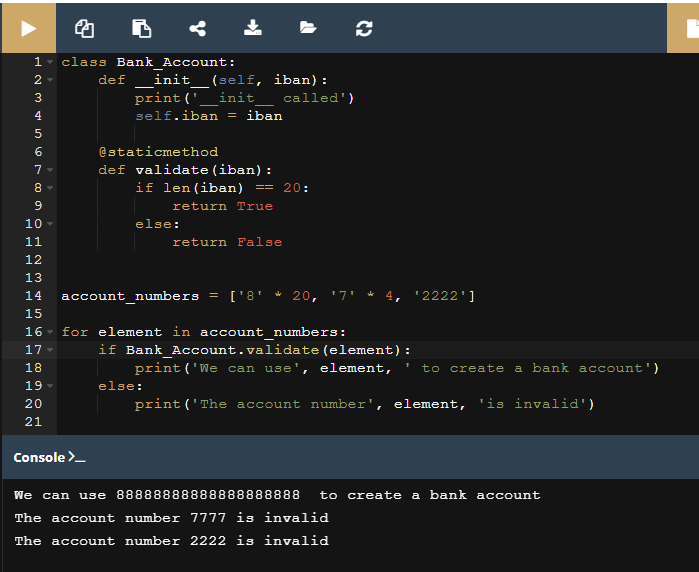 1 class Bank_Account:
2     def __init__(self, iban):
3         print('__init__ called')
4         self.iban = iban
5
6     @staticmethod
7     def validate(iban):
8         if len(iban) == 20:
9             return True
10         else:
11             return False
12
13
14 account_numbers = ['8' * 20, '7' * 4, '2222']
15
16 for element in account_numbers:
17     if Bank_Account.validate(element):
18         print('We can use', element, ' to create a bank account')
19     else:
20         print('The account number', element, 'is invalid')
21
Console
We can use 88888888888888888888  to create a bank account
The account number 7777 is invalid
The account number 2222 is invalid